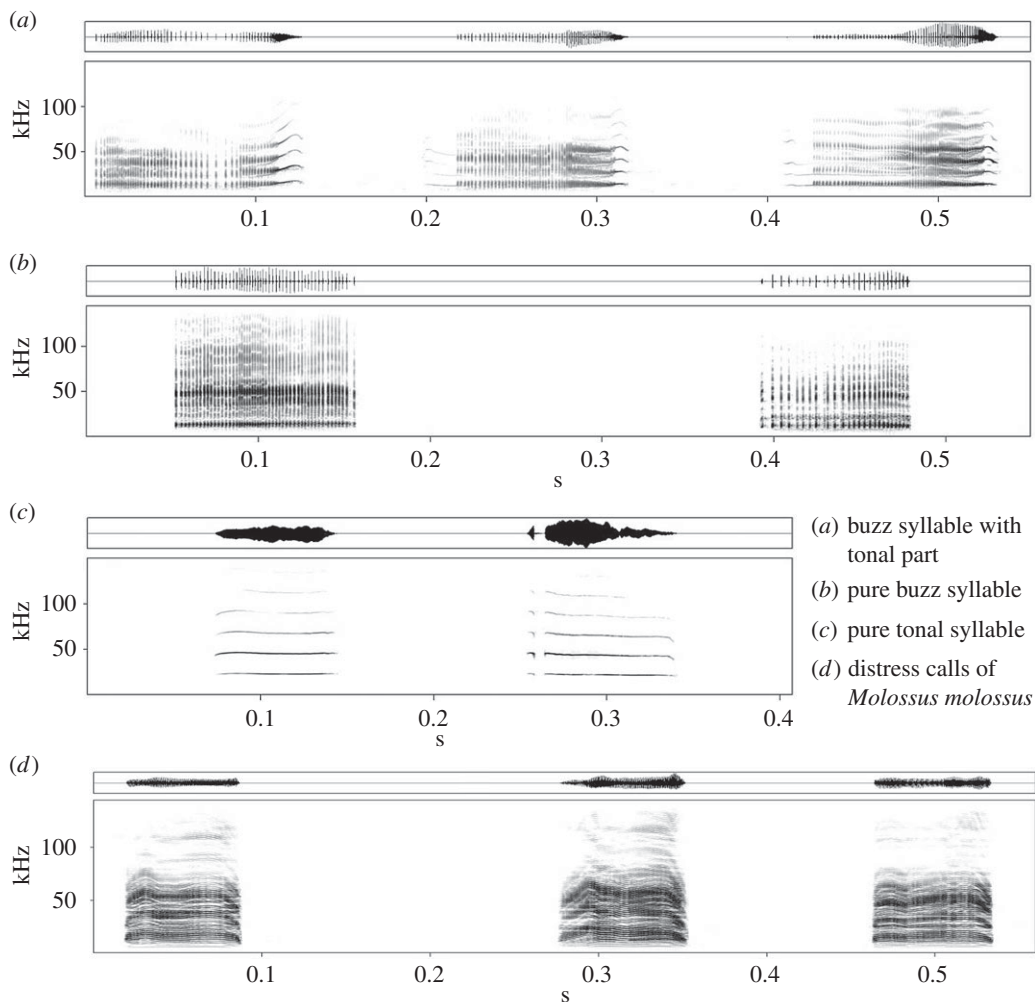 (a)
kHz
100
50
0.1 0.2 0.3 0.4 0.5
(b)
kHz
100
50
0.1 0.2 0.3 0.4 0.5
s
(c)
kHz
100
50
0.1 0.2 0.3 0.4
s
(a) buzz syllable with
tonal part
(b) pure buzz syllable
(c) pure tonal syllable
(d) distress calls of
Molossus molossus
(d)
kHz
100
50
0.1 0.2 0.3 0.4 0.5
s